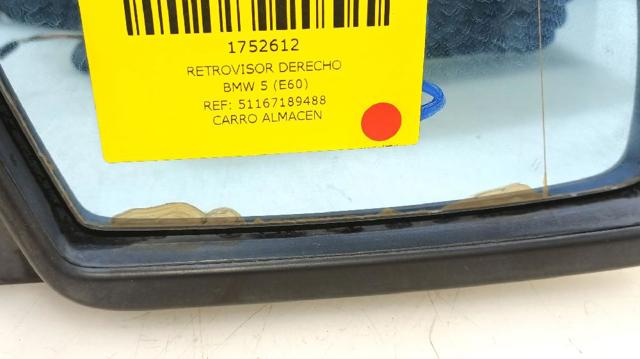 1752612
RETROVISOR DERECHO
BMW 5 (E60)
REF: 51167189488
CARRO ALMACEN